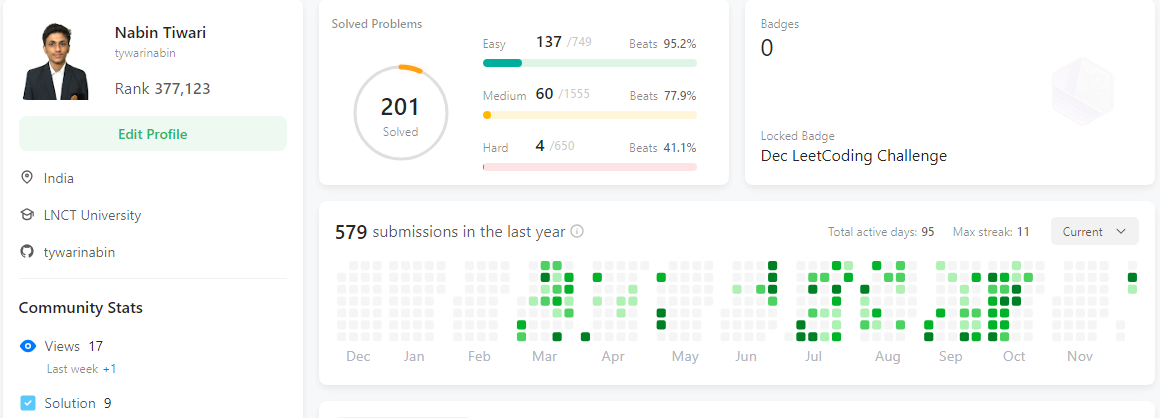 Nabin Tiwari
tywarinabin
Rank 377,123
Edit Profile
India
LNCT University
tywarinabin
Community Stats
Views 17
Last week +1
Solution 9
Solved Problems
201
Solved
Easy 137 /749 Beats 95.2%
Medium 60 /1555 Beats 77.9%
Hard 4 /650 Beats 41.1%
Badges
0
Locked Badge
Dec LeetCoding Challenge
579 submissions in the last year
Total active days: 95 Max streak: 11 Current
Dec Jan Feb Mar Apr May Jun Jul Aug Sep Oct Nov